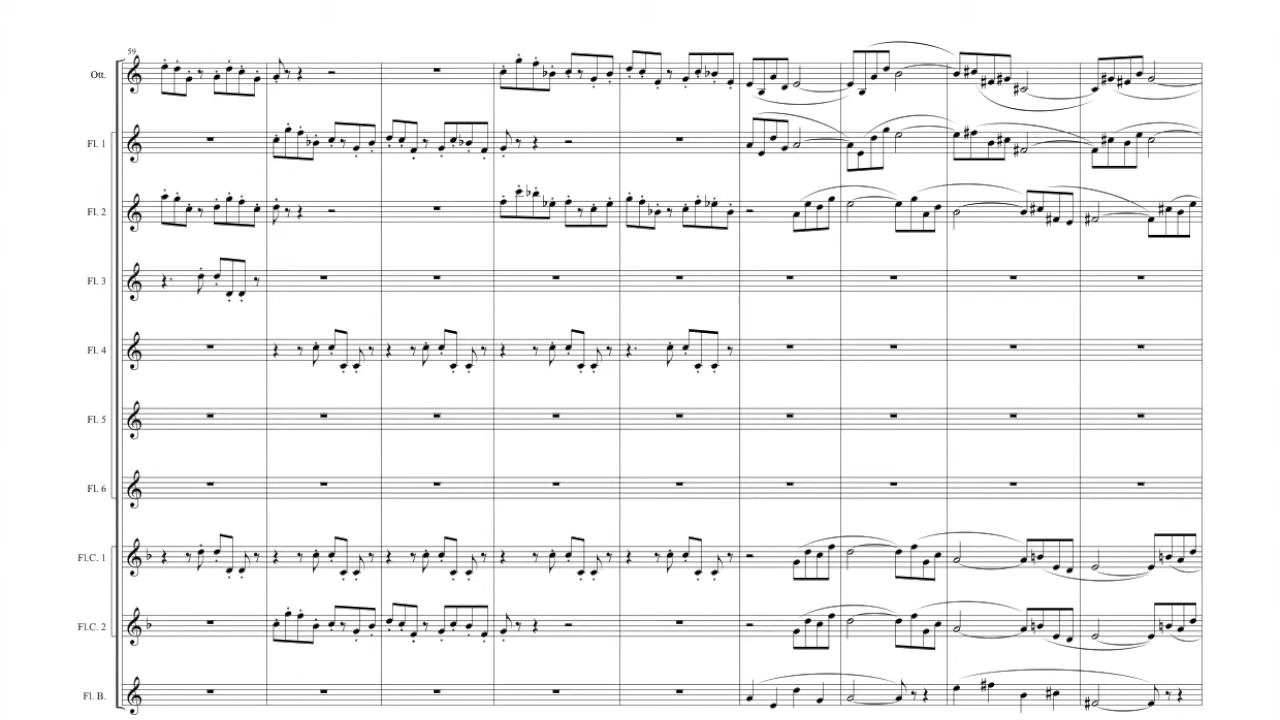 59
Ott.
Fl. 1
Fl. 2
Fl. 3
Fl. 4
Fl. 5
Fl. 6
Fl.C. 1
Fl.C. 2
Fl. B.